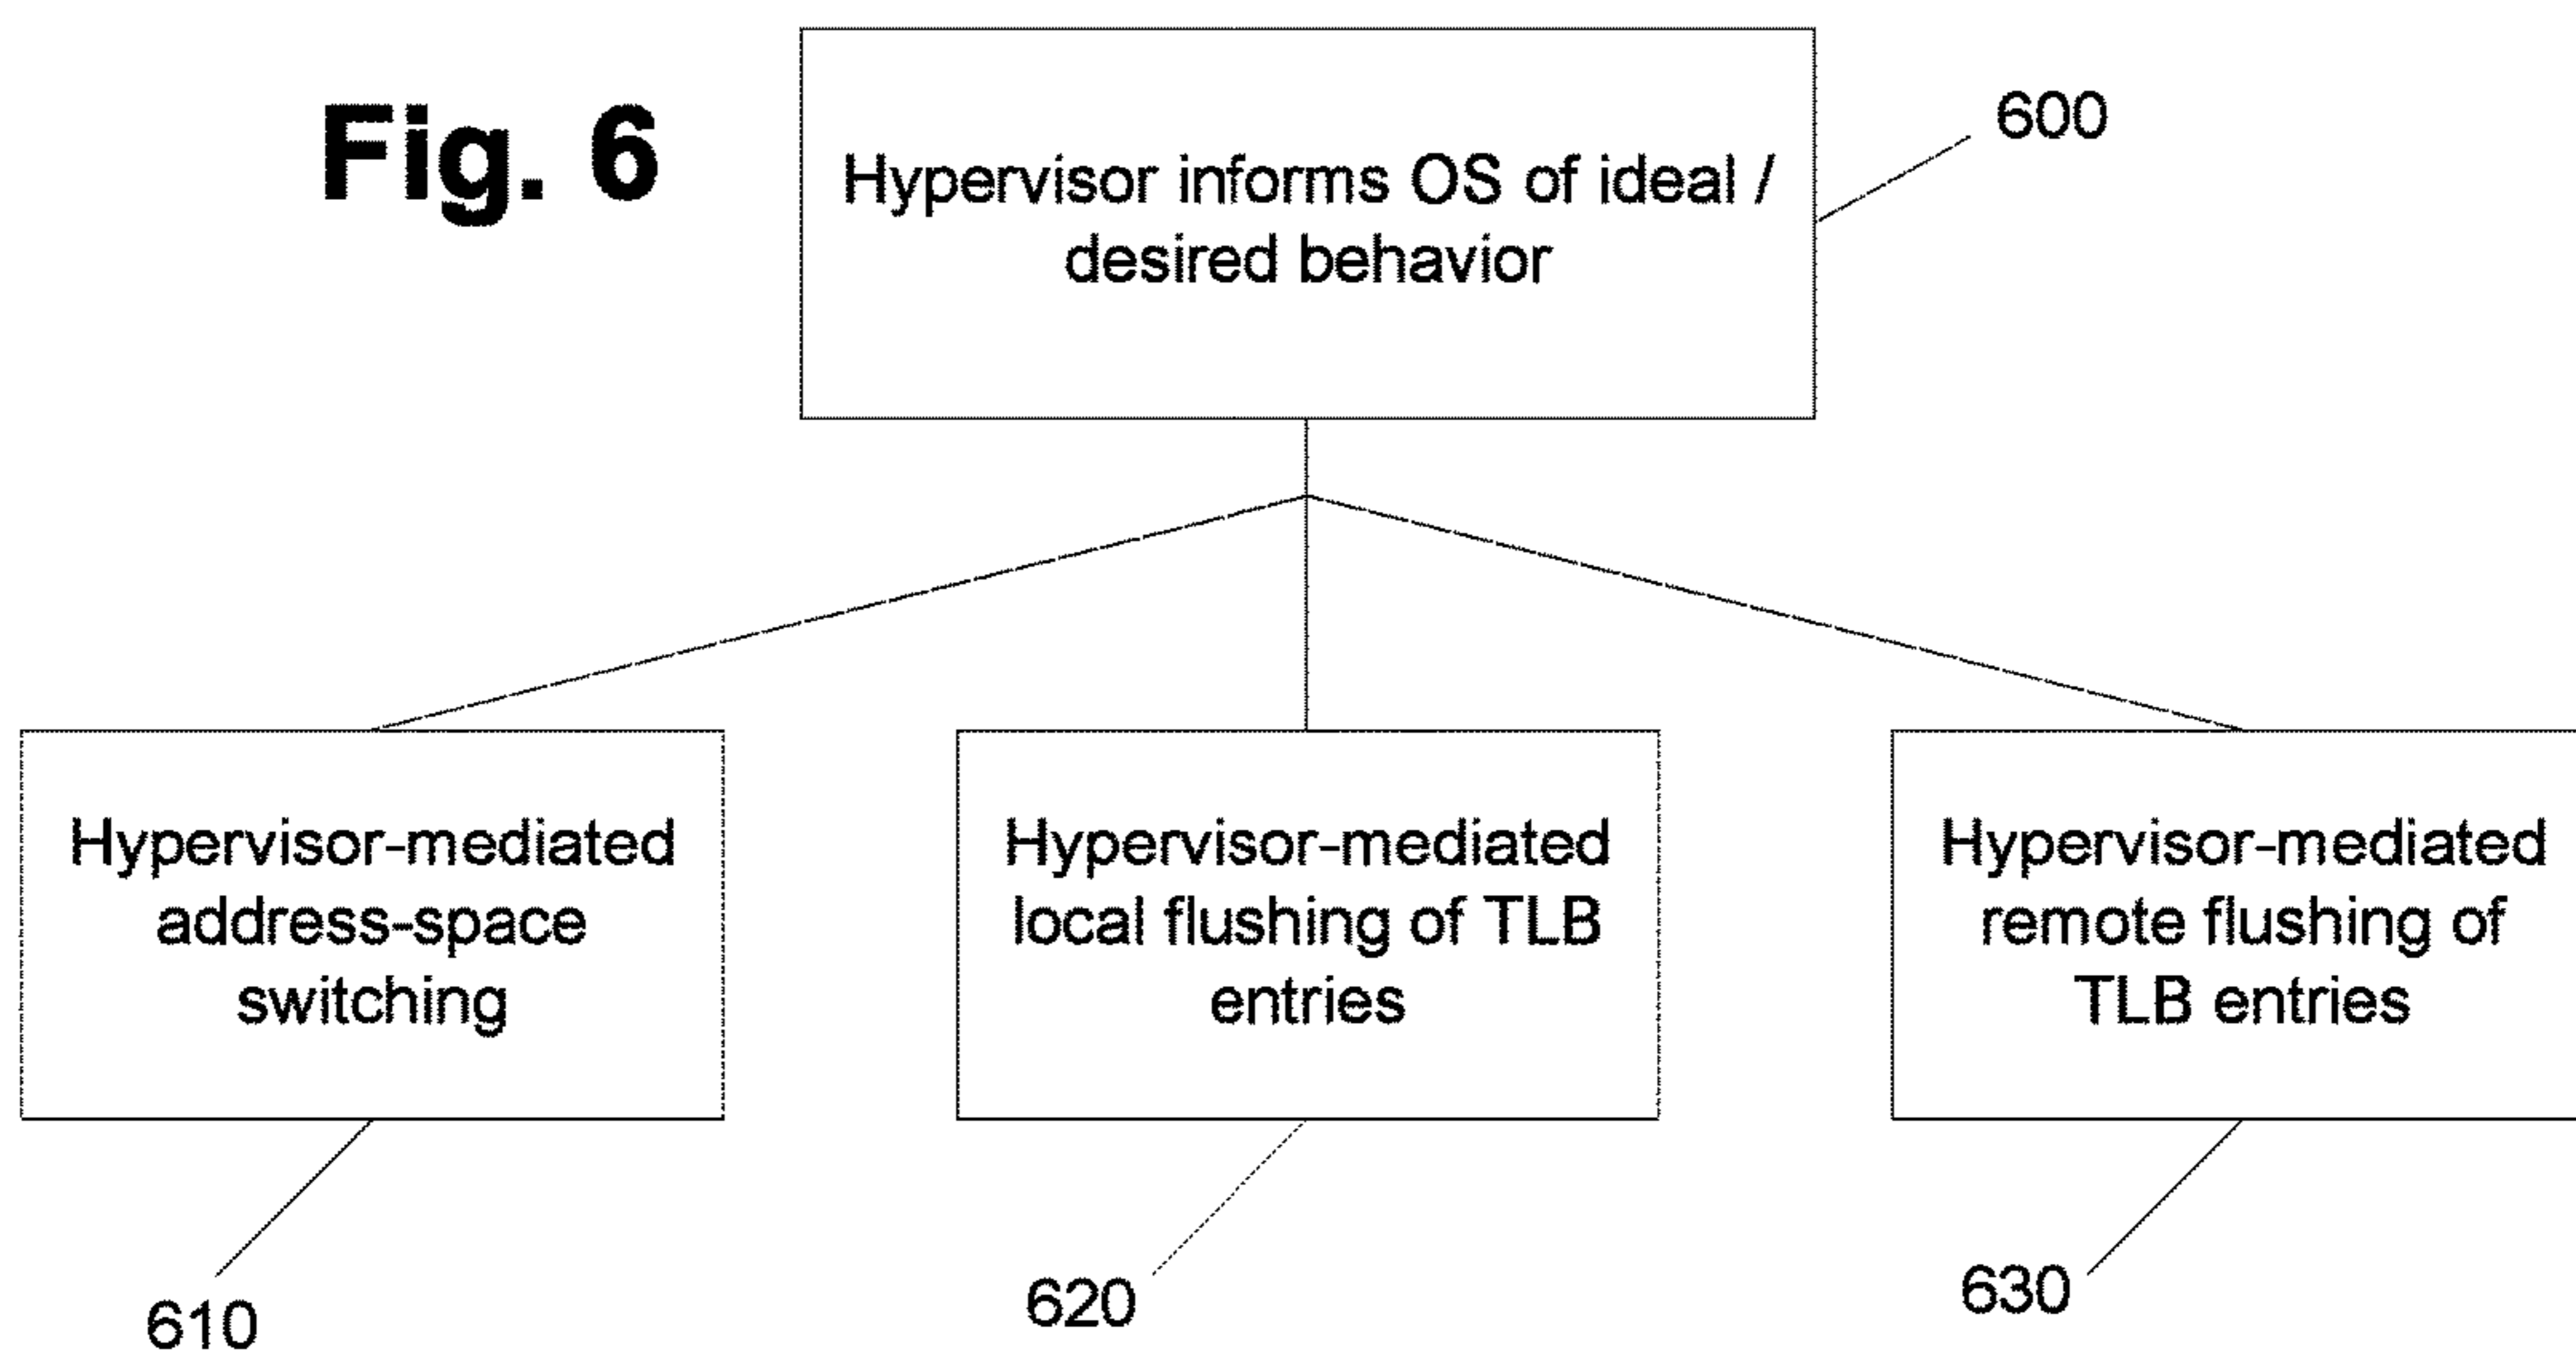 Fig. 6
600
Hypervisor informs OS of ideal /
desired behavior
Hypervisor-mediated
address-space
switching
Hypervisor-mediated
local flushing of TLB
entries
Hypervisor-mediated
remote flushing of
TLB entries
610
620
630